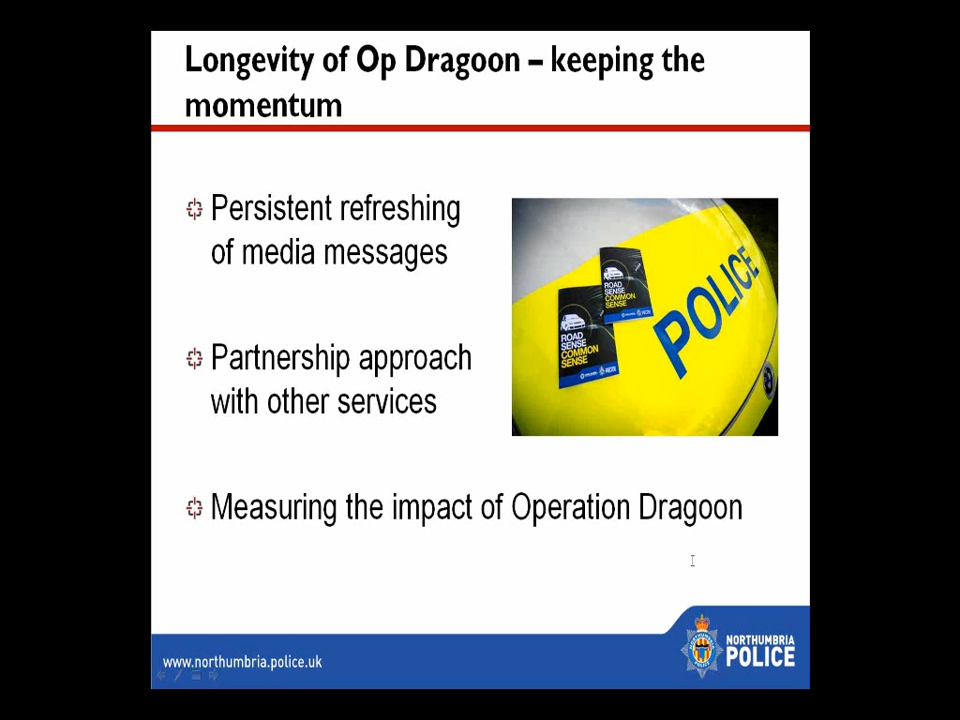 Longevity of Op Dragoon – keeping the
momentum
Persistent refreshing
of media messages
Partnership approach
with other services
Measuring the impact of Operation Dragoon
ROAD
SENSE
COMMON
SENSE
ROAD
SENSE
COMMON
SENSE
POLICE
www.northumbria.police.uk
NORTHUMBRIA
POLICE